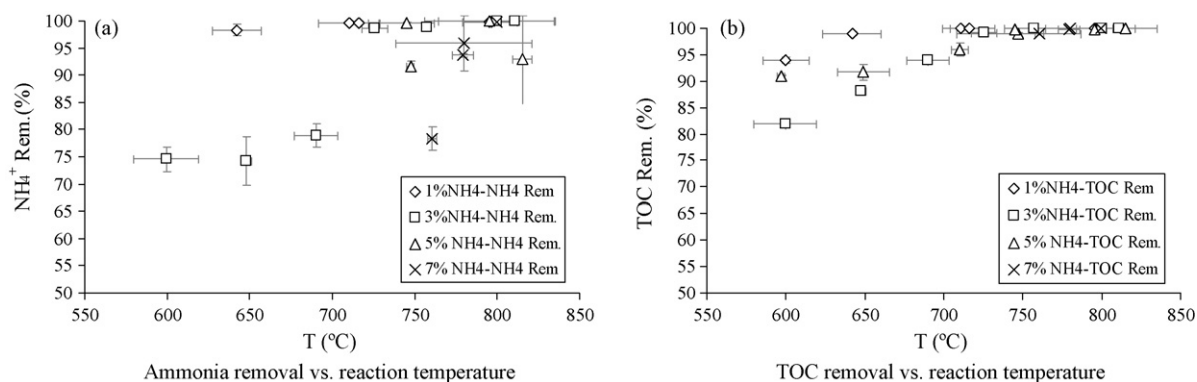 (a)
NH₄⁺ Rem.(%)
100
95
90
85
80
75
70
65
60
55
50
1%NH4-NH4 Rem
3%NH4-NH4 Rem.
5% NH4-NH4 Rem.
7% NH4-NH4 Rem
550 600 650 700 750 800 850
T (ºC)
Ammonia removal vs. reaction temperature
(b)
TOC Rem. (%)
100
95
90
85
80
75
70
65
60
55
50
1%NH4-TOC Rem
3%NH4-TOC Rem.
5% NH4-TOC Rem.
7% NH4-TOC Rem
550 600 650 700 750 800 850
T (ºC)
TOC removal vs. reaction temperature